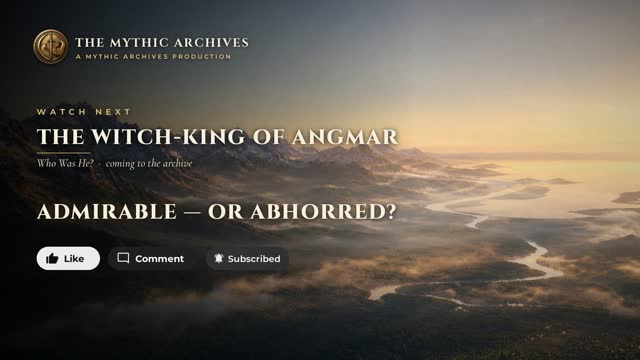 THE MYTHIC ARCHIVES
A MYTHIC ARCHIVES PRODUCTION
WATCH NEXT
THE WITCH-KING OF ANGMAR
Who Was He? · coming to the archive
ADMIRABLE — OR ABHORRED?
Like
Comment
Subscribed